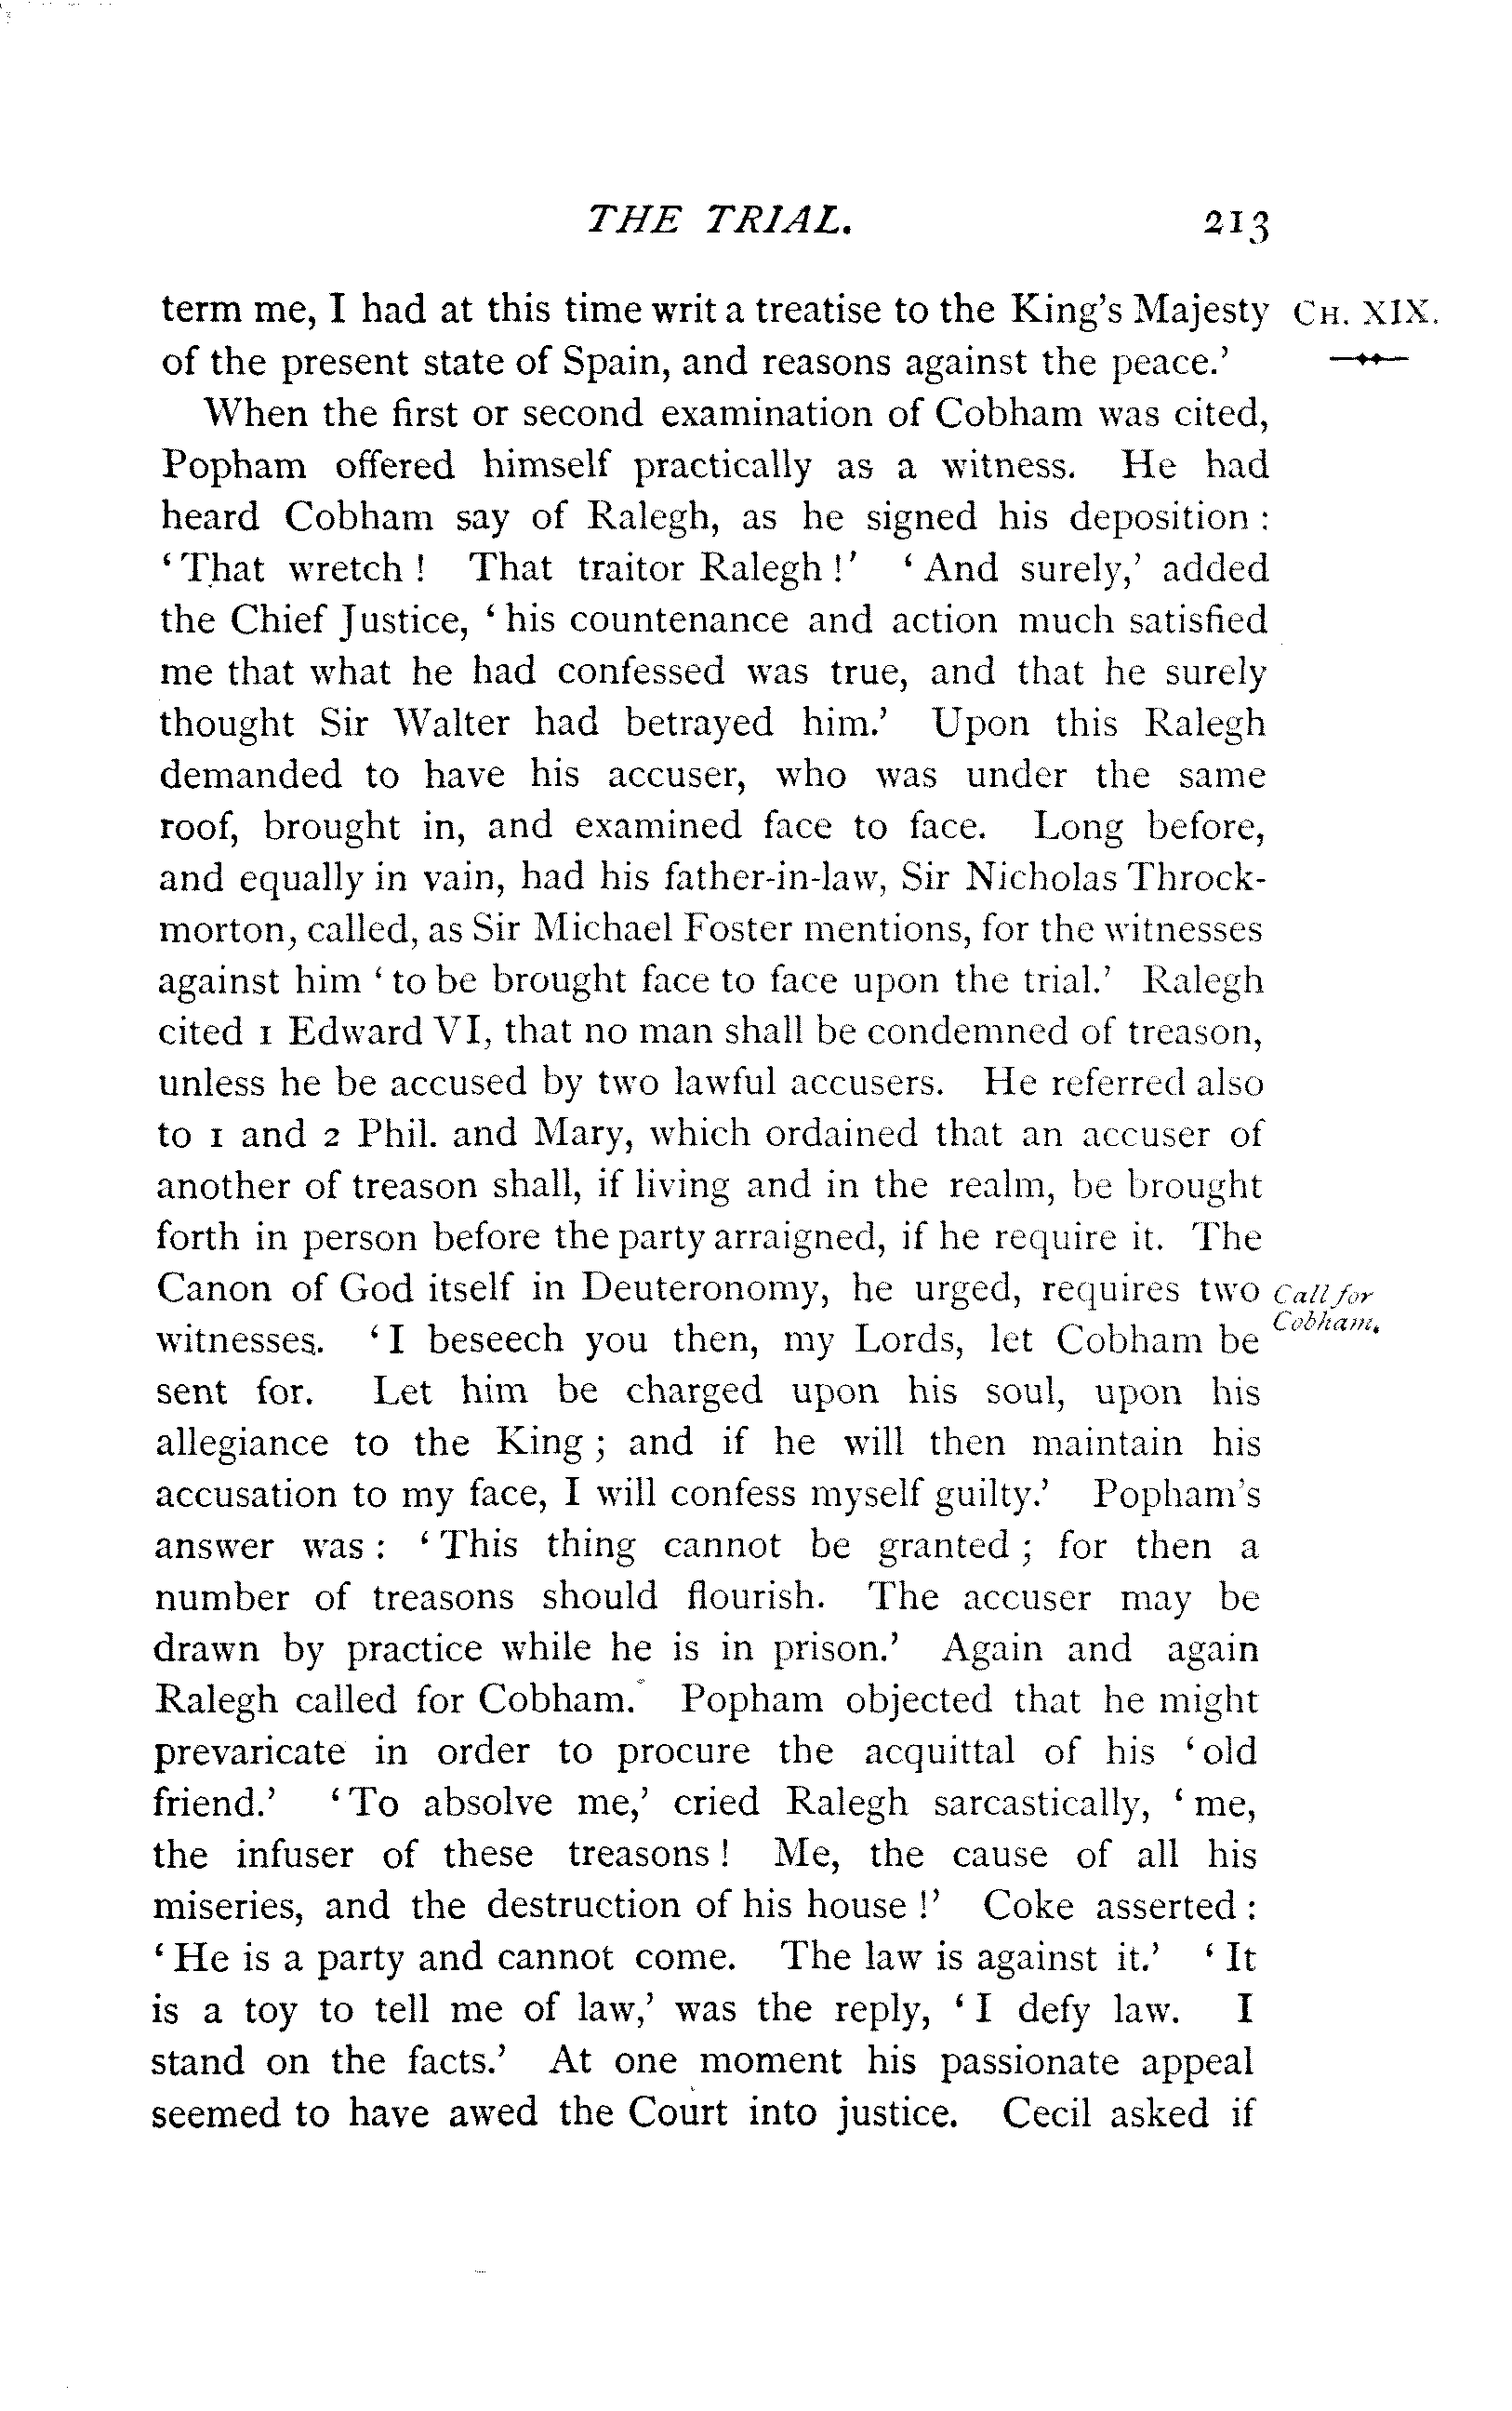 THE TRIAL. 213
term me, I had at this time writ a treatise to the King's Majesty CH. XIX.
of the present state of Spain, and reasons against the peace.'
When the first or second examination of Cobham was cited,
Popham offered himself practically as a witness. He had
heard Cobham say of Ralegh, as he signed his deposition :
'That wretch ! That traitor Ralegh !' 'And surely,' added
the Chief Justice, 'his countenance and action much satisfied
me that what he had confessed was true, and that he surely
thought Sir Walter had betrayed him.' Upon this Ralegh
demanded to have his accuser, who was under the same
roof, brought in, and examined face to face. Long before,
and equally in vain, had his father-in-law, Sir Nicholas Throck-
morton, called, as Sir Michael Foster mentions, for the witnesses
against him 'to be brought face to face upon the trial.' Ralegh
cited 1 Edward VI, that no man shall be condemned of treason,
unless he be accused by two lawful accusers. He referred also
to 1 and 2 Phil. and Mary, which ordained that an accuser of
another of treason shall, if living and in the realm, be brought
forth in person before the party arraigned, if he require it. The
Canon of God itself in Deuteronomy, he urged, requires two Call for
witnesses. 'I beseech you then, my Lords, let Cobham be Cobham.
sent for. Let him be charged upon his soul, upon his
allegiance to the King ; and if he will then maintain his
accusation to my face, I will confess myself guilty.' Popham's
answer was : 'This thing cannot be granted ; for then a
number of treasons should flourish. The accuser may be
drawn by practice while he is in prison.' Again and again
Ralegh called for Cobham. Popham objected that he might
prevaricate in order to procure the acquittal of his 'old
friend.' 'To absolve me,' cried Ralegh sarcastically, 'me,
the infuser of these treasons ! Me, the cause of all his
miseries, and the destruction of his house !' Coke asserted :
'He is a party and cannot come. The law is against it.' 'It
is a toy to tell me of law,' was the reply, 'I defy law. I
stand on the facts.' At one moment his passionate appeal
seemed to have awed the Court into justice. Cecil asked if